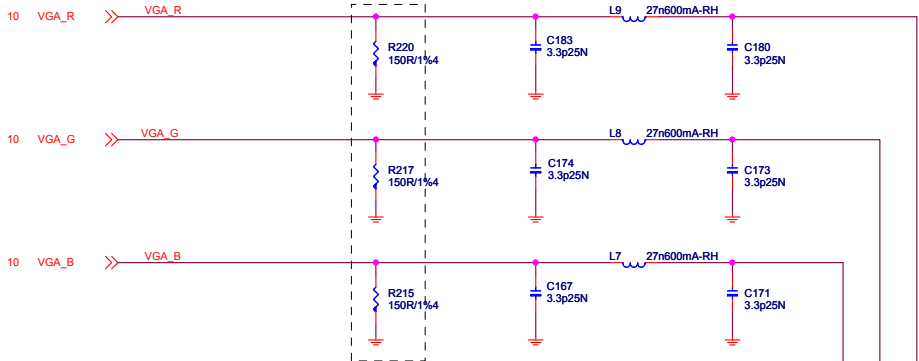 10 VGA_R VGA_R L9 27n600mA-RH
R220 C183 C180
150R/1%4 3.3p25N 3.3p25N
10 VGA_G VGA_G L8 27n600mA-RH
R217 C174 C173
150R/1%4 3.3p25N 3.3p25N
10 VGA_B VGA_B L7 27n600mA-RH
R215 C167 C171
150R/1%4 3.3p25N 3.3p25N